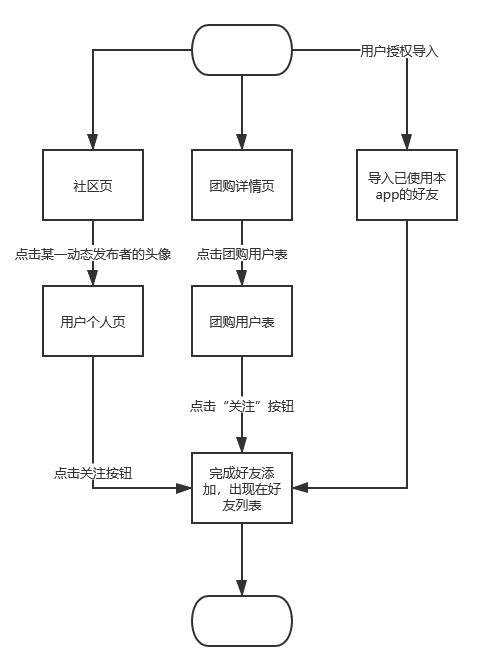 用户授权导入
社区页
团购详情页
导入已使用本
app的好友
点击某一动态发布者的头像
点击团购用户表
用户个人页
团购用户表
点击“关注”按钮
点击关注按钮
完成好友添
加，出现在好
友列表